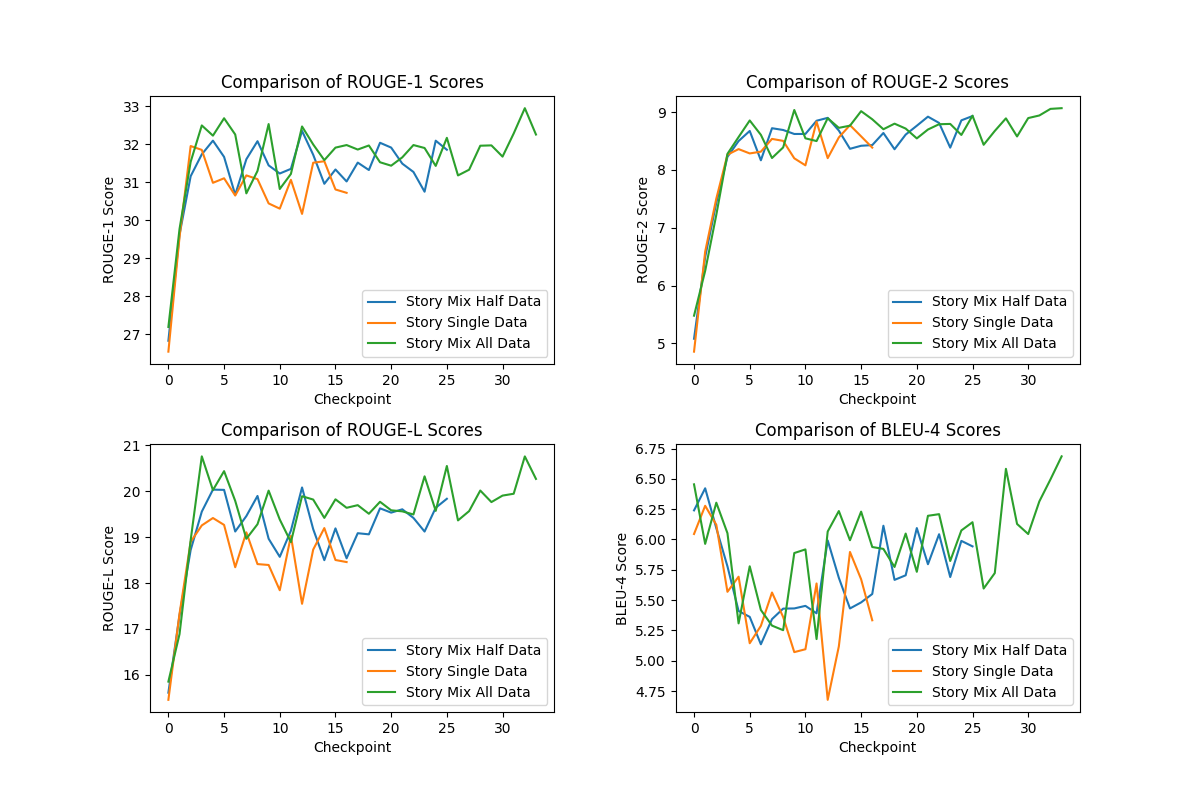 Comparison of ROUGE-1 Scores
ROUGE-1 Score
33
32
31
30
29
28
27
Story Mix Half Data
Story Single Data
Story Mix All Data
0 5 10 15 20 25 30
Checkpoint
Comparison of ROUGE-2 Scores
ROUGE-2 Score
9
8
7
6
5
Story Mix Half Data
Story Single Data
Story Mix All Data
0 5 10 15 20 25 30
Checkpoint
Comparison of ROUGE-L Scores
ROUGE-L Score
21
20
19
18
17
16
Story Mix Half Data
Story Single Data
Story Mix All Data
0 5 10 15 20 25 30
Checkpoint
Comparison of BLEU-4 Scores
BLEU-4 Score
6.75
6.50
6.25
6.00
5.75
5.50
5.25
5.00
4.75
Story Mix Half Data
Story Single Data
Story Mix All Data
0 5 10 15 20 25 30
Checkpoint